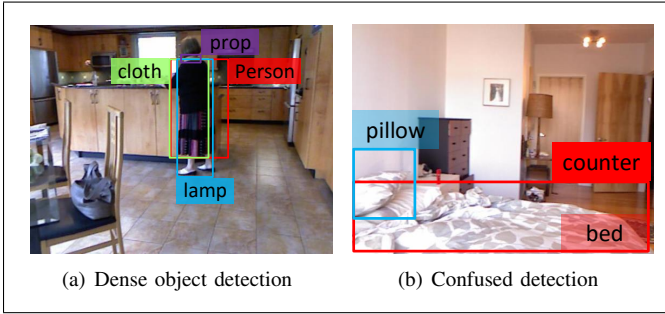 prop
cloth
Person
lamp
pillow
counter
bed
(a) Dense object detection
(b) Confused detection